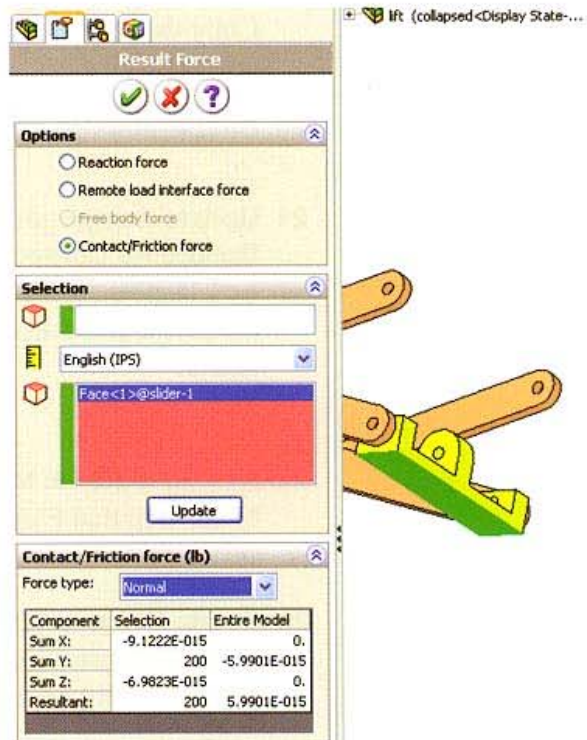 lift (collapsed<Display State-...
Result Force
Options
Reaction force
Remote load interface force
Free body force
Contact/Friction force
Selection
English (IPS)
Face<1>@slider-1
Update
Contact/Friction force (lb)
Force type: Normal
Component Selection Entire Model
Sum X: -9.1222E-015 0.
Sum Y: 200 -5.9901E-015
Sum Z: -6.9823E-015 0.
Resultant: 200 5.9901E-015